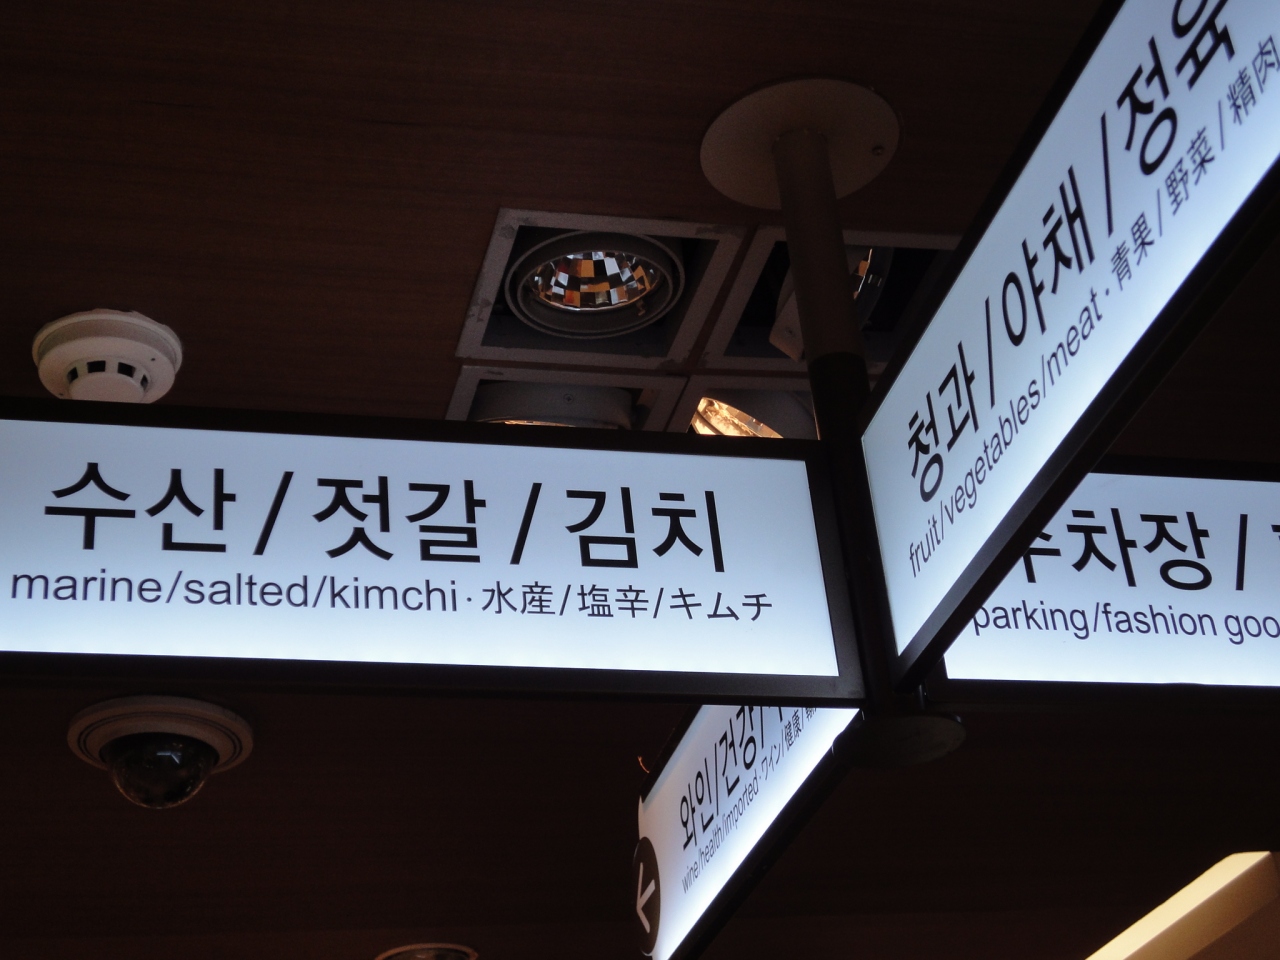 수산/젓갈/김치
marine/salted/kimchi·水産/塩辛/キムチ
청과/야채/정육
fruit/vegetables/meat·青果/野菜/精肉
주차장/
parking/fashion goo
와인/건강/
wine/health/imported·ワイン/健康/